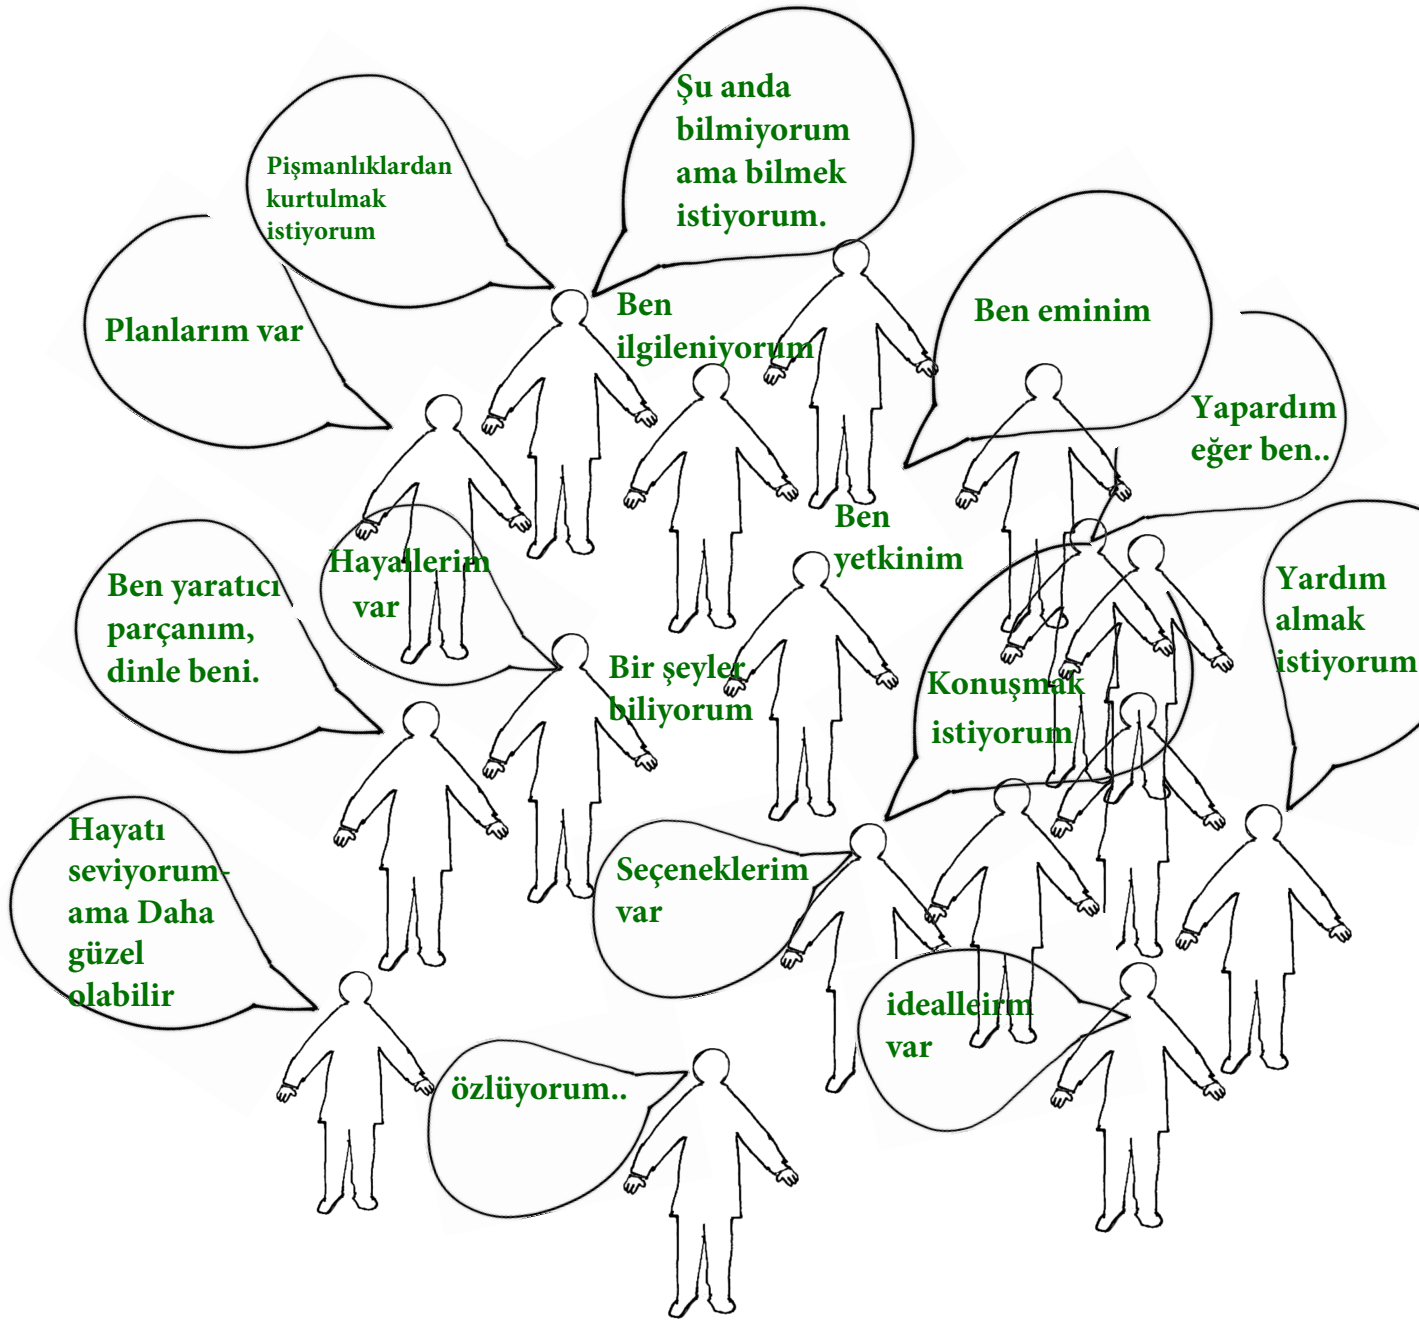 Şu anda
bilmiyorum
ama bilmek
istiyorum.
Pişmanlıklardan
kurtulmak
istiyorum
Planlarım var
Ben
ilgileniyorum
Ben eminim
Yapardım
eğer ben..
Ben
yetkinim
Hayallerim
var
Ben yaratıcı
parçanım,
dinle beni.
Yardım
almak
istiyorum
Bir şeyler
biliyorum
Konuşmak
istiyorum
Hayatı
seviyorum-
ama Daha
güzel
olabilir
Seçeneklerim
var
idealleirm
var
özlüyorum..